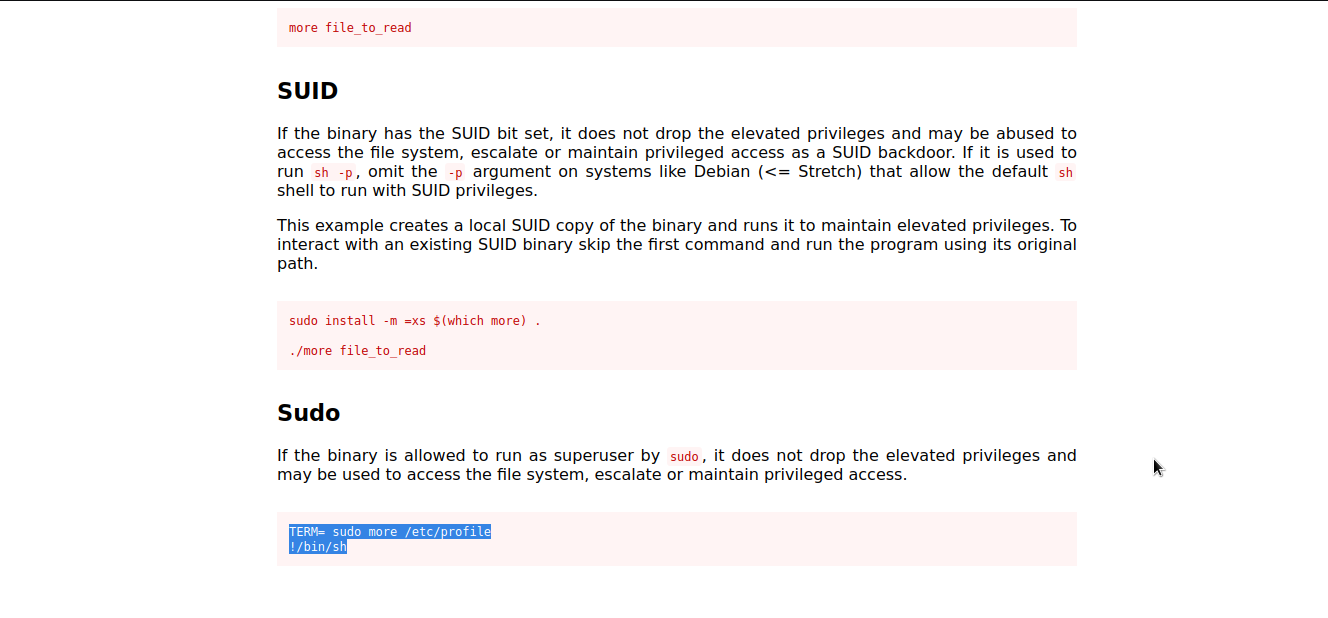 more file_to_read
SUID
If the binary has the SUID bit set, it does not drop the elevated privileges and may be abused to
access the file system, escalate or maintain privileged access as a SUID backdoor. If it is used to
run sh -p, omit the -p argument on systems like Debian (<= Stretch) that allow the default sh
shell to run with SUID privileges.
This example creates a local SUID copy of the binary and runs it to maintain elevated privileges. To
interact with an existing SUID binary skip the first command and run the program using its original
path.
sudo install -m =xs $(which more) .
./more file_to_read
Sudo
If the binary is allowed to run as superuser by sudo, it does not drop the elevated privileges and
may be used to access the file system, escalate or maintain privileged access.
TERM= sudo more /etc/profile
!/bin/sh